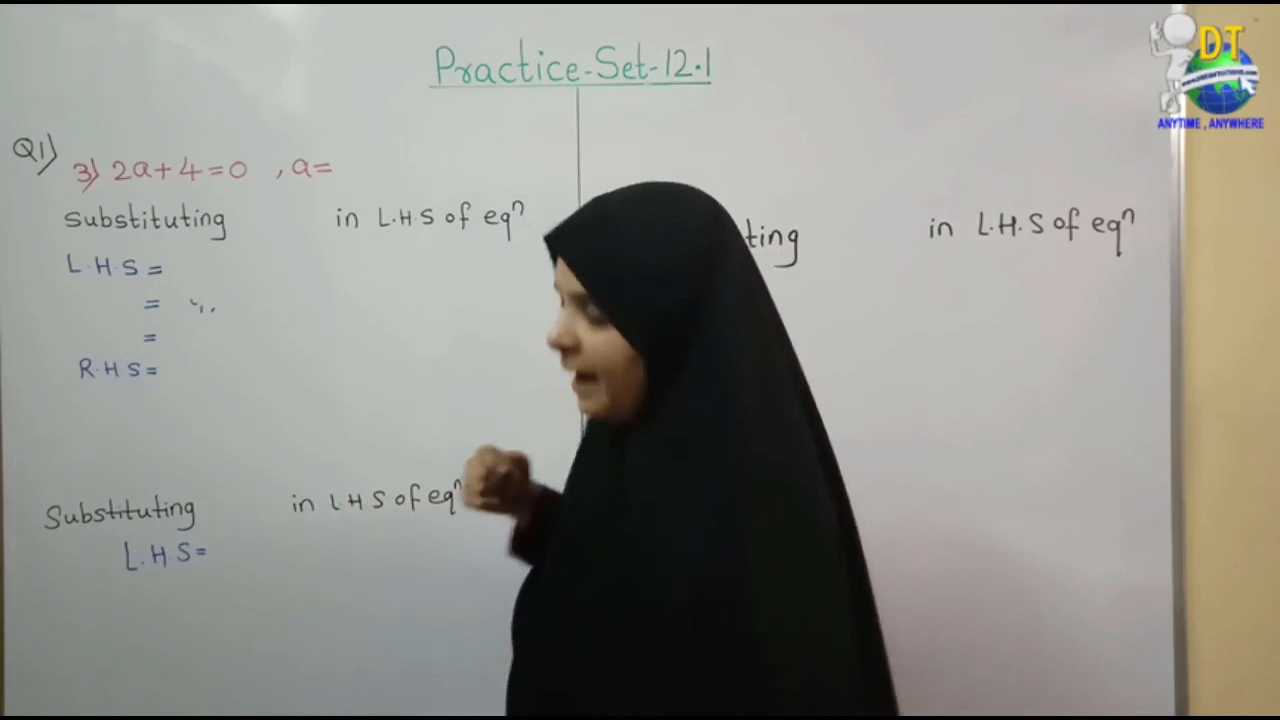 Practice-Set-12.1
Q1)
3) 2a+4=0 , a=
Substituting in L.H.S of eqⁿ
L.H.S=
=
=
R.H.S=
Substituting in L.H.S of eqⁿ
L.H.S=
ting in L.H.S of eqⁿ
DT
ANYTIME , ANYWHERE